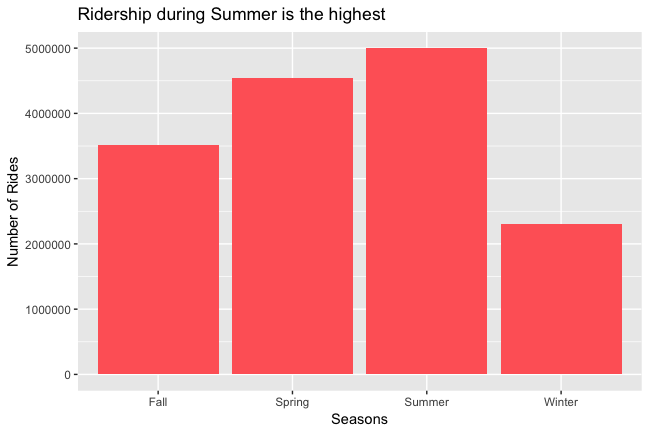 Ridership during Summer is the highest
5000000
4000000
3000000
2000000
1000000
0
Number of Rides
Fall Spring Summer Winter
Seasons